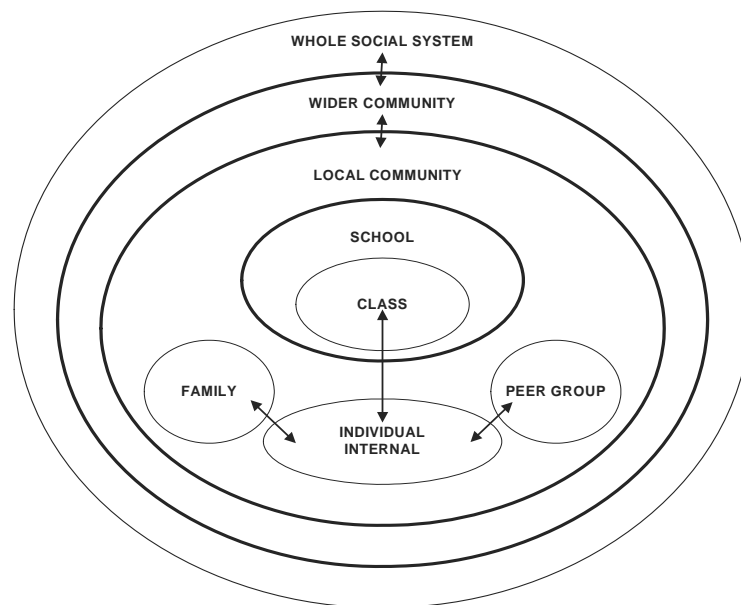 WHOLE SOCIAL SYSTEM
WIDER COMMUNITY
LOCAL COMMUNITY
SCHOOL
CLASS
FAMILY
PEER GROUP
INDIVIDUAL
INTERNAL